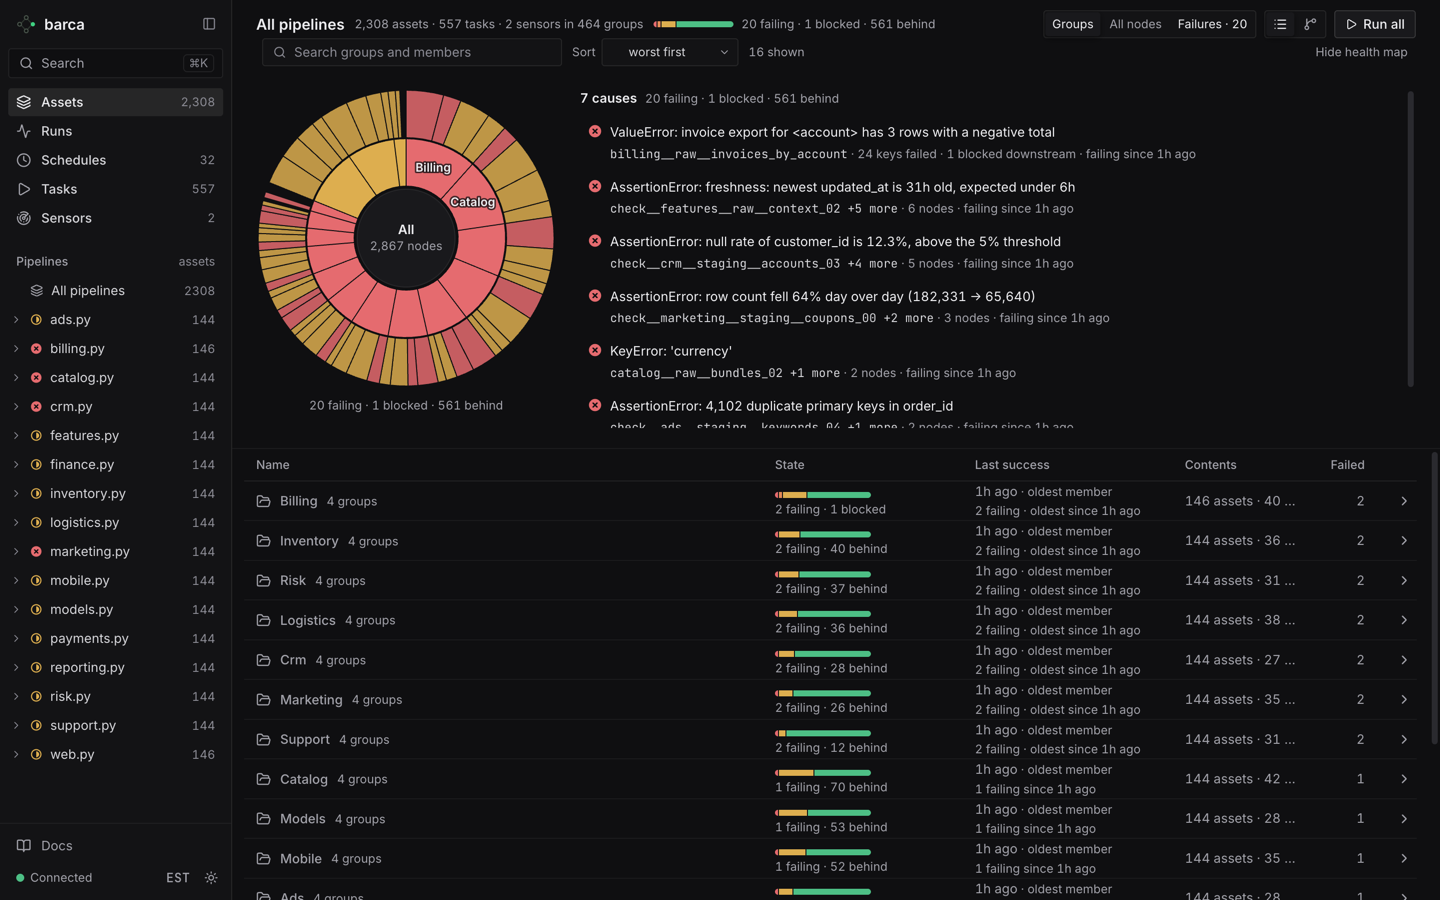 barca
Search ⌘K
Assets 2,308
Runs
Schedules 32
Tasks 557
Sensors 2
Pipelines assets
All pipelines 2308
ads.py 144
billing.py 146
catalog.py 144
crm.py 144
features.py 144
finance.py 144
inventory.py 144
logistics.py 144
marketing.py 144
mobile.py 144
models.py 144
payments.py 144
reporting.py 144
risk.py 144
support.py 144
web.py 146
Docs
Connected EST
All pipelines 2,308 assets · 557 tasks · 2 sensors in 464 groups 20 failing · 1 blocked · 561 behind
Groups All nodes Failures · 20 Run all
Search groups and members Sort worst first 16 shown Hide health map
Billing
Catalog
All
2,867 nodes
20 failing · 1 blocked · 561 behind
7 causes 20 failing · 1 blocked · 561 behind
ValueError: invoice export for <account> has 3 rows with a negative total
billing__raw__invoices_by_account · 24 keys failed · 1 blocked downstream · failing since 1h ago
AssertionError: freshness: newest updated_at is 31h old, expected under 6h
check__features__raw__context_02 +5 more · 6 nodes · failing since 1h ago
AssertionError: null rate of customer_id is 12.3%, above the 5% threshold
check__crm__staging__accounts_03 +4 more · 5 nodes · failing since 1h ago
AssertionError: row count fell 64% day over day (182,331 → 65,640)
check__marketing__staging__coupons_00 +2 more · 3 nodes · failing since 1h ago
KeyError: 'currency'
catalog__raw__bundles_02 +1 more · 2 nodes · failing since 1h ago
AssertionError: 4,102 duplicate primary keys in order_id
check__ads__staging__keywords_04 +1 more · 2 nodes · failing since 1h ago
Name State Last success Contents Failed
Billing 4 groups 2 failing · 1 blocked 1h ago · oldest member 2 failing · oldest since 1h ago 146 assets · 40 ... 2
Inventory 4 groups 2 failing · 40 behind 1h ago · oldest member 2 failing · oldest since 1h ago 144 assets · 36 ... 2
Risk 4 groups 2 failing · 37 behind 1h ago · oldest member 2 failing · oldest since 1h ago 144 assets · 31 ... 2
Logistics 4 groups 2 failing · 36 behind 1h ago · oldest member 2 failing · oldest since 1h ago 144 assets · 38 ... 2
Crm 4 groups 2 failing · 28 behind 1h ago · oldest member 2 failing · oldest since 1h ago 144 assets · 27 ... 2
Marketing 4 groups 2 failing · 26 behind 1h ago · oldest member 2 failing · oldest since 1h ago 144 assets · 35 ... 2
Support 4 groups 2 failing · 12 behind 1h ago · oldest member 2 failing · oldest since 1h ago 144 assets · 31 ... 2
Catalog 4 groups 1 failing · 70 behind 1h ago · oldest member 1 failing since 1h ago 144 assets · 42 ... 1
Models 4 groups 1 failing · 53 behind 1h ago · oldest member 1 failing since 1h ago 144 assets · 28 ... 1
Mobile 4 groups 1 failing · 52 behind 1h ago · oldest member 1 failing since 1h ago 144 assets · 35 ... 1
Ads 4 groups 1h ago · oldest member 144 assets · 28 ... 1